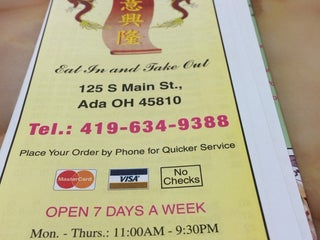 意
興
隆
Eat In and Take Out
125 S Main St.,
Ada OH 45810
Tel.: 419-634-9388
Place Your Order by Phone for Quicker Service
MasterCard VISA No
Checks
OPEN 7 DAYS A WEEK
Mon. - Thurs.: 11:00AM - 9:30PM